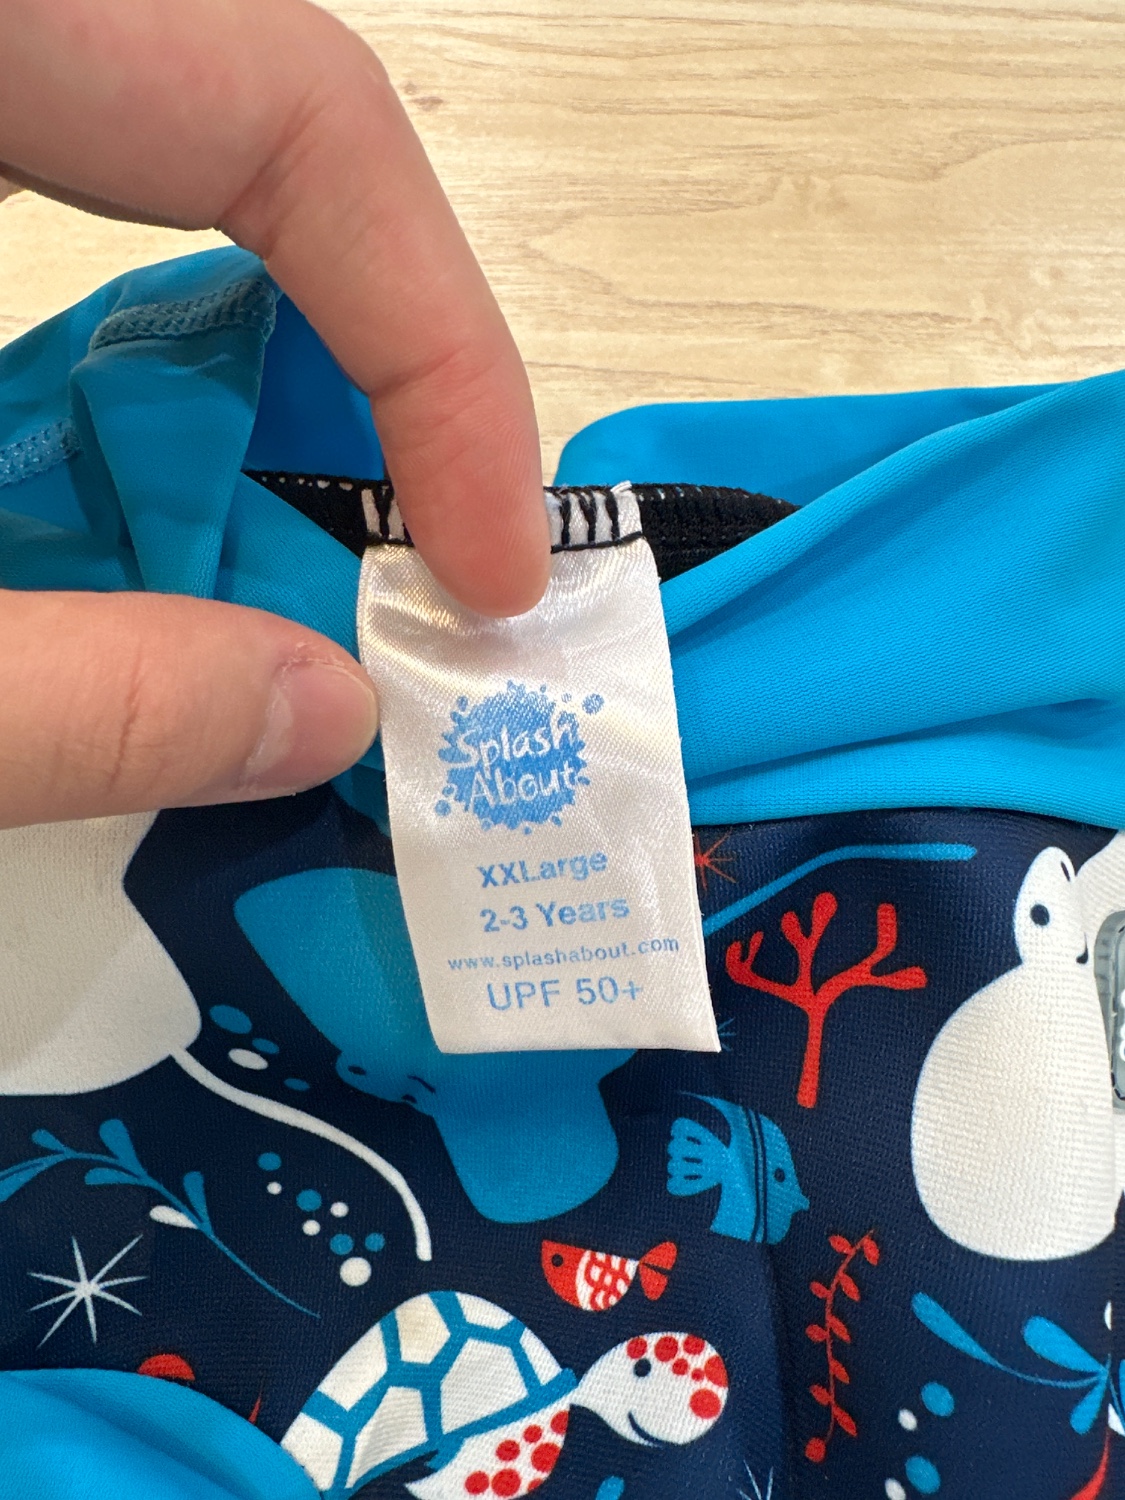 Splash
About
XXLarge
2-3 Years
www.splashabout.com
UPF 50+